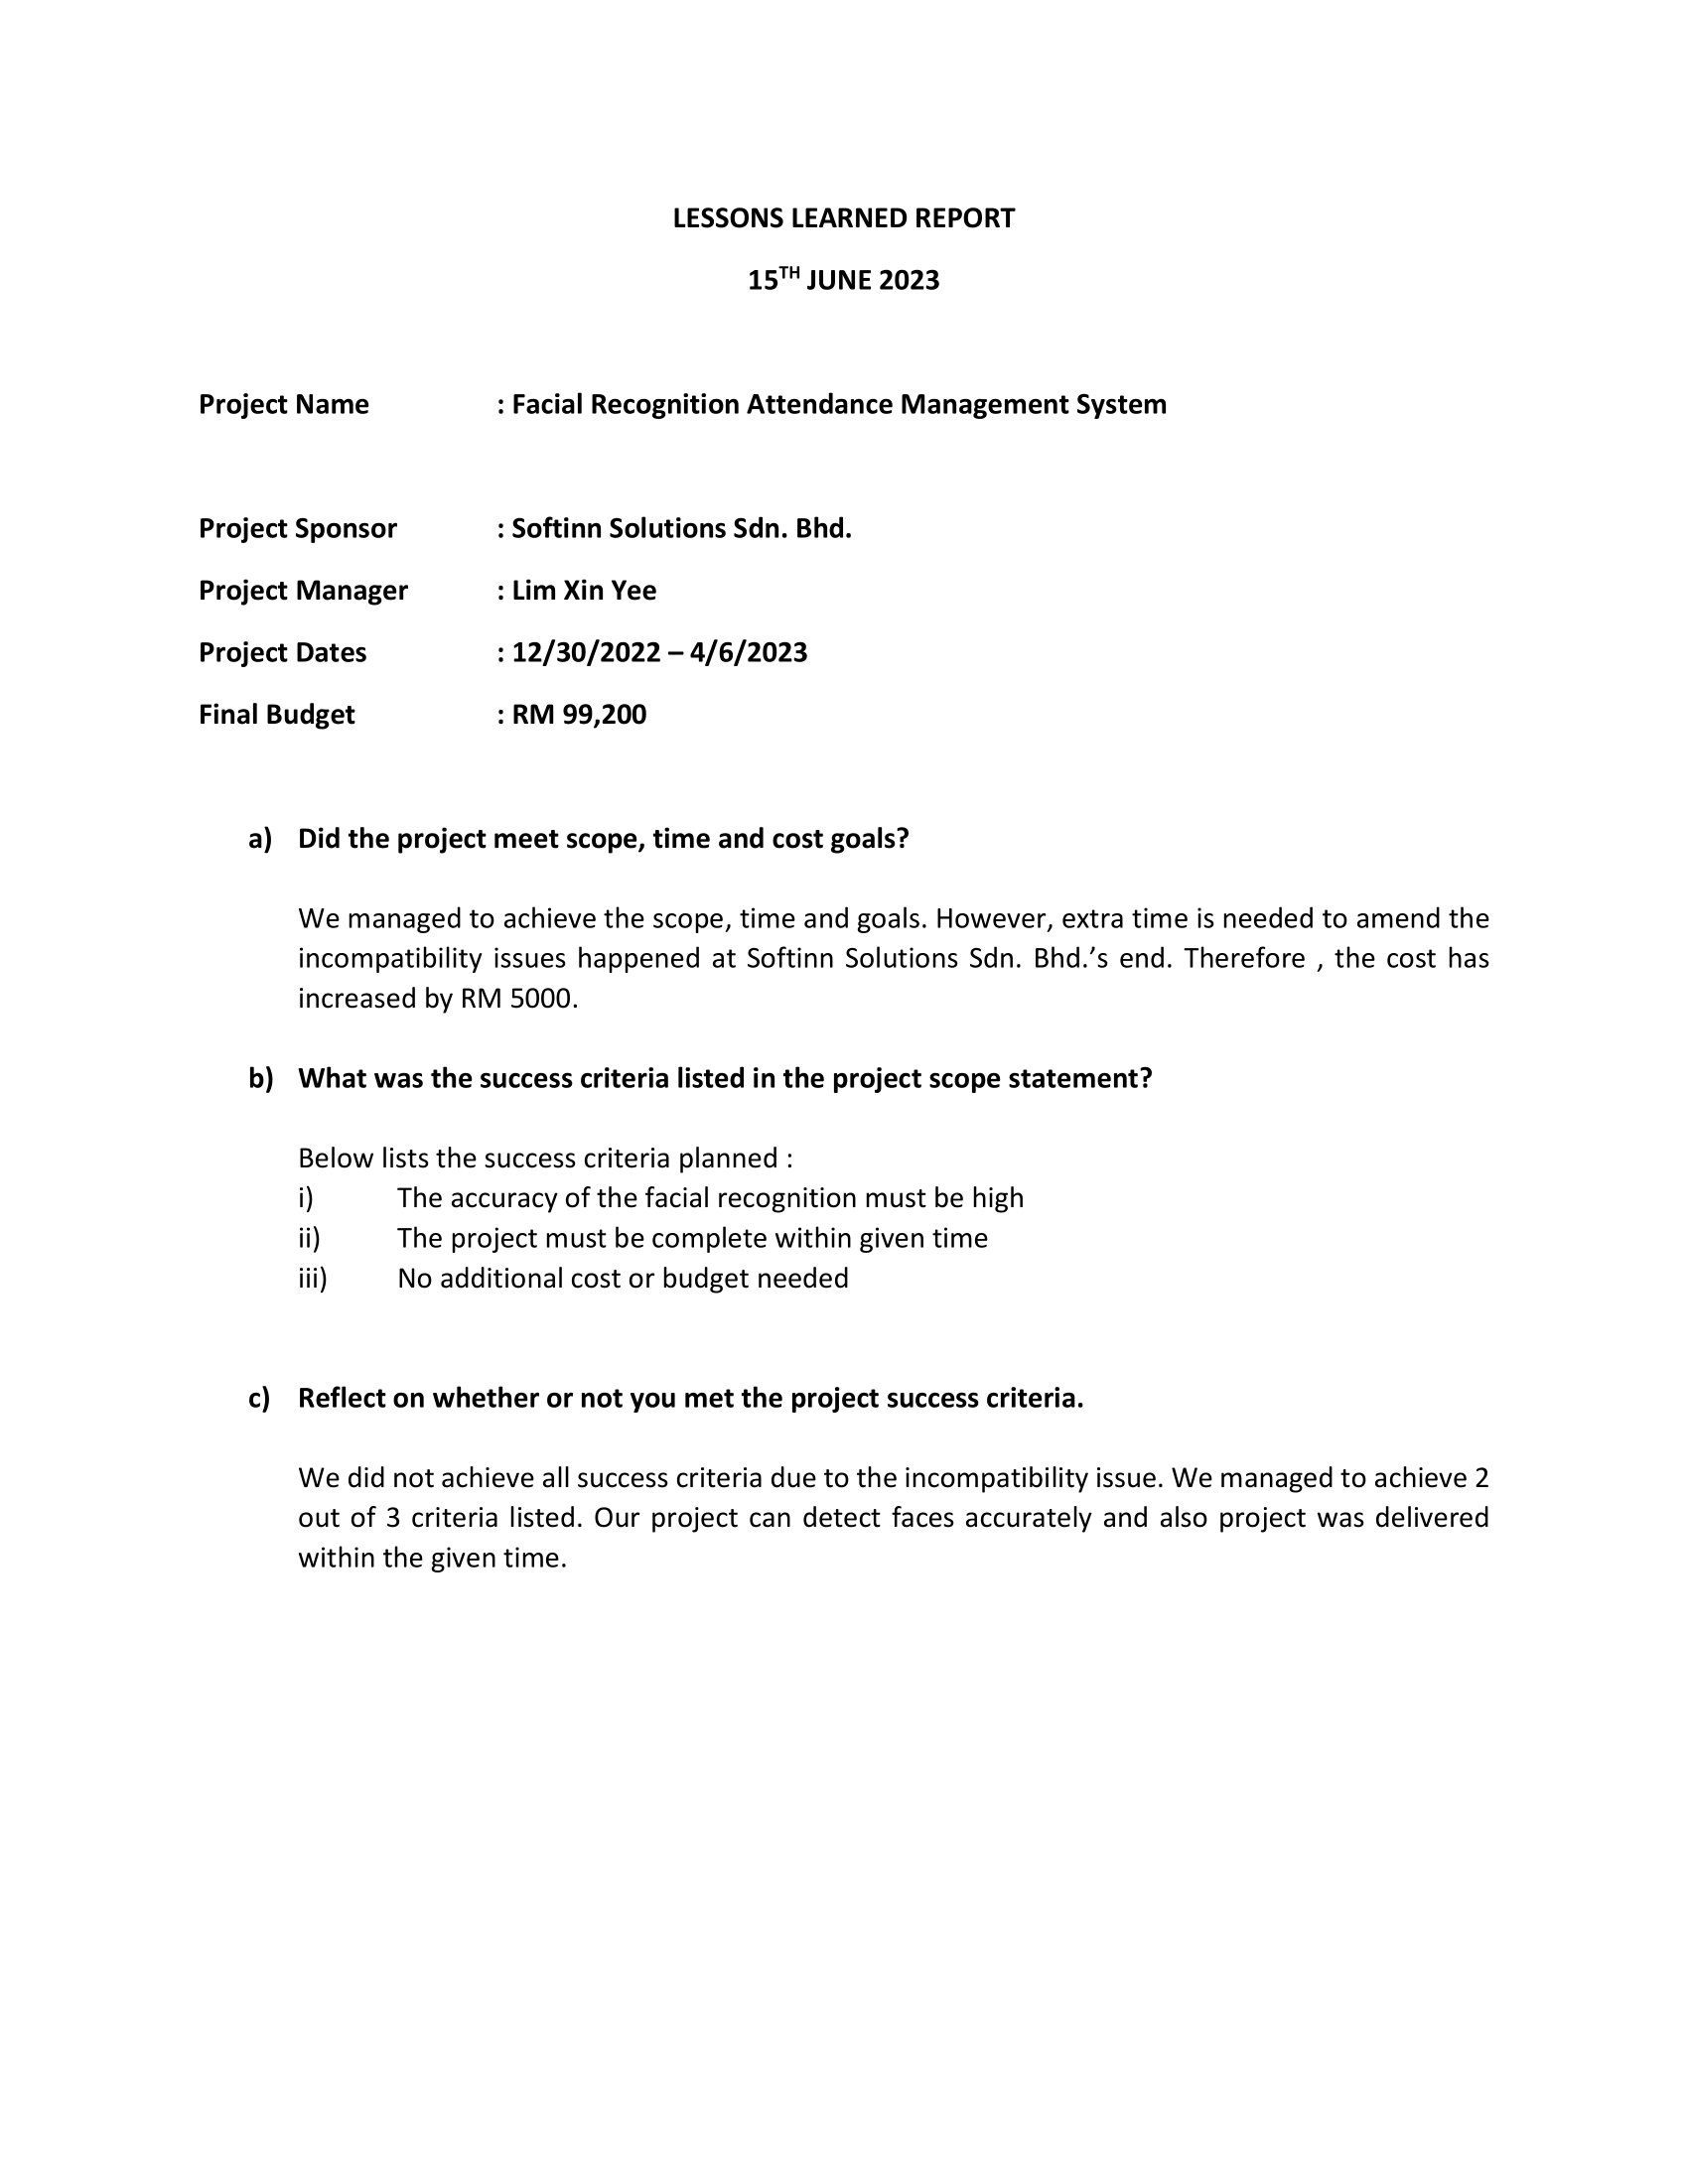 LESSONS LEARNED REPORT
15TH JUNE 2023
Project Name : Facial Recognition Attendance Management System
Project Sponsor : Softinn Solutions Sdn. Bhd.
Project Manager : Lim Xin Yee
Project Dates : 12/30/2022 – 4/6/2023
Final Budget : RM 99,200
a) Did the project meet scope, time and cost goals?
We managed to achieve the scope, time and goals. However, extra time is needed to amend the
incompatibility issues happened at Softinn Solutions Sdn. Bhd.’s end. Therefore , the cost has
increased by RM 5000.
b) What was the success criteria listed in the project scope statement?
Below lists the success criteria planned :
i) The accuracy of the facial recognition must be high
ii) The project must be complete within given time
iii) No additional cost or budget needed
c) Reflect on whether or not you met the project success criteria.
We did not achieve all success criteria due to the incompatibility issue. We managed to achieve 2
out of 3 criteria listed. Our project can detect faces accurately and also project was delivered
within the given time.